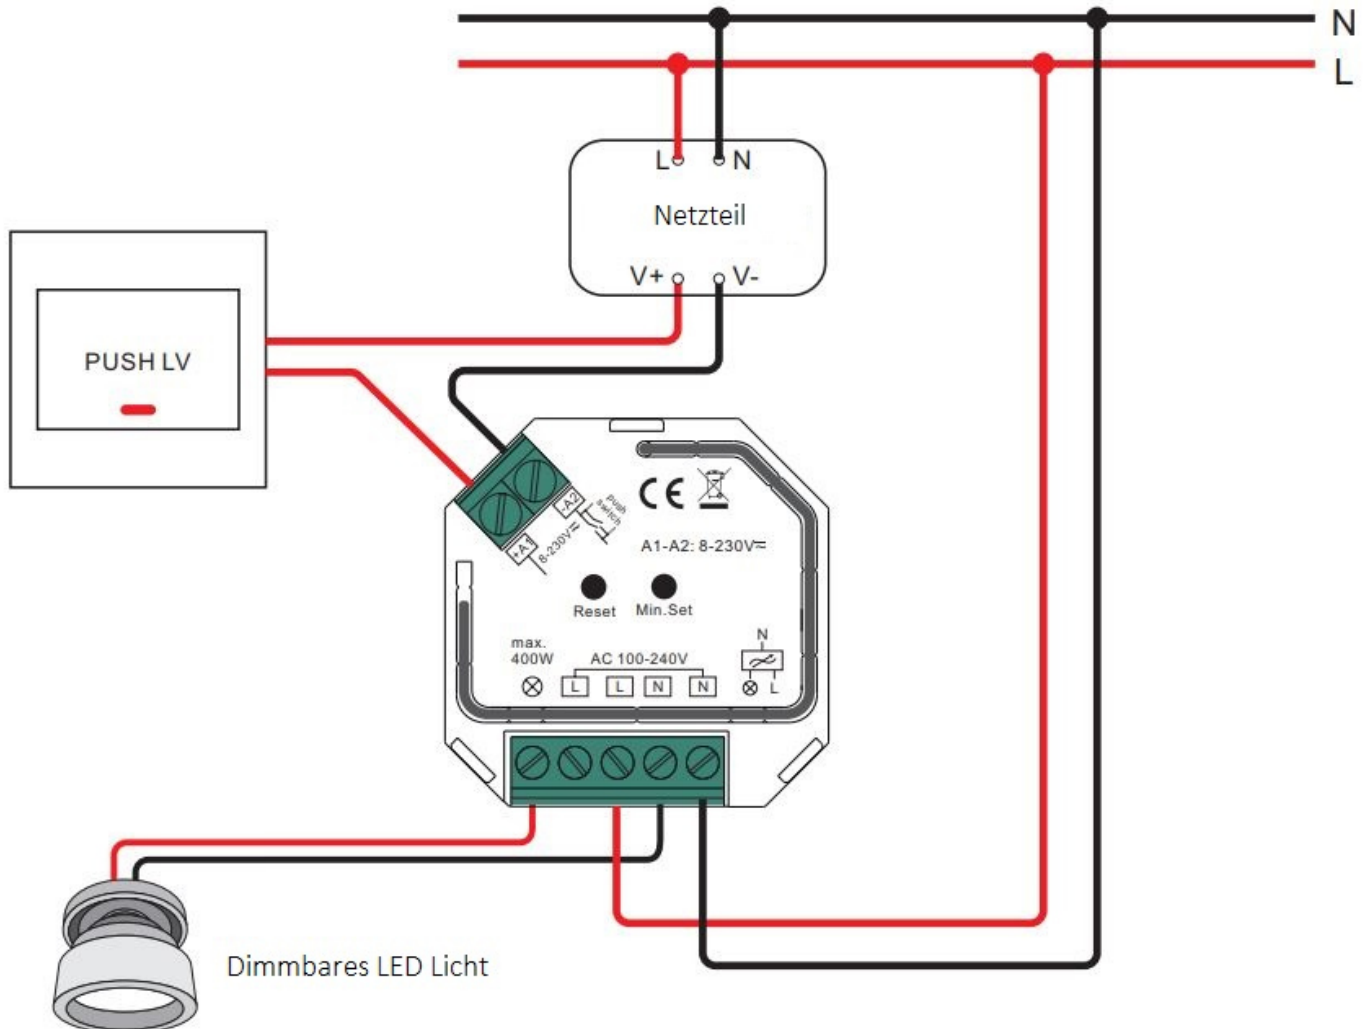 N
L
L N
Netzteil
V+ V-
PUSH LV
-A2
push
switch
+A1
8-230V≂
CE
A1-A2: 8-230V≂
Reset
Min.Set
max.
400W
AC 100-240V
L L N N
N
L
Dimmbares LED Licht